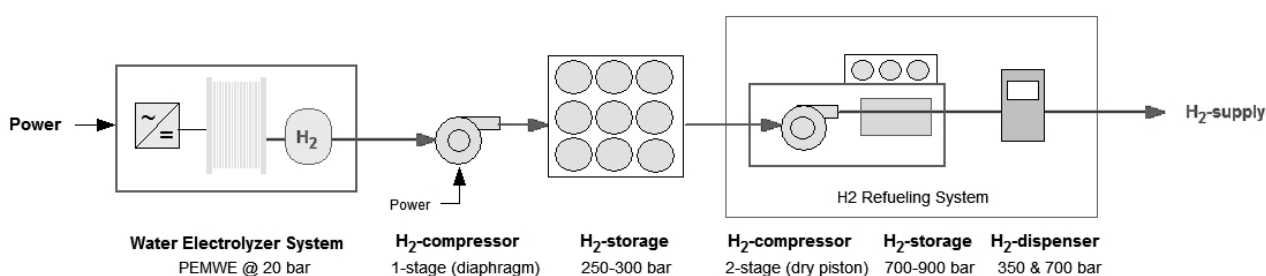 Power
~
=
H2
Power
H2 Refueling System
H2-supply
Water Electrolyzer System
PEMWE @ 20 bar
H2-compressor
1-stage (diaphragm)
H2-storage
250-300 bar
H2-compressor
2-stage (dry piston)
H2-storage
700-900 bar
H2-dispenser
350 & 700 bar